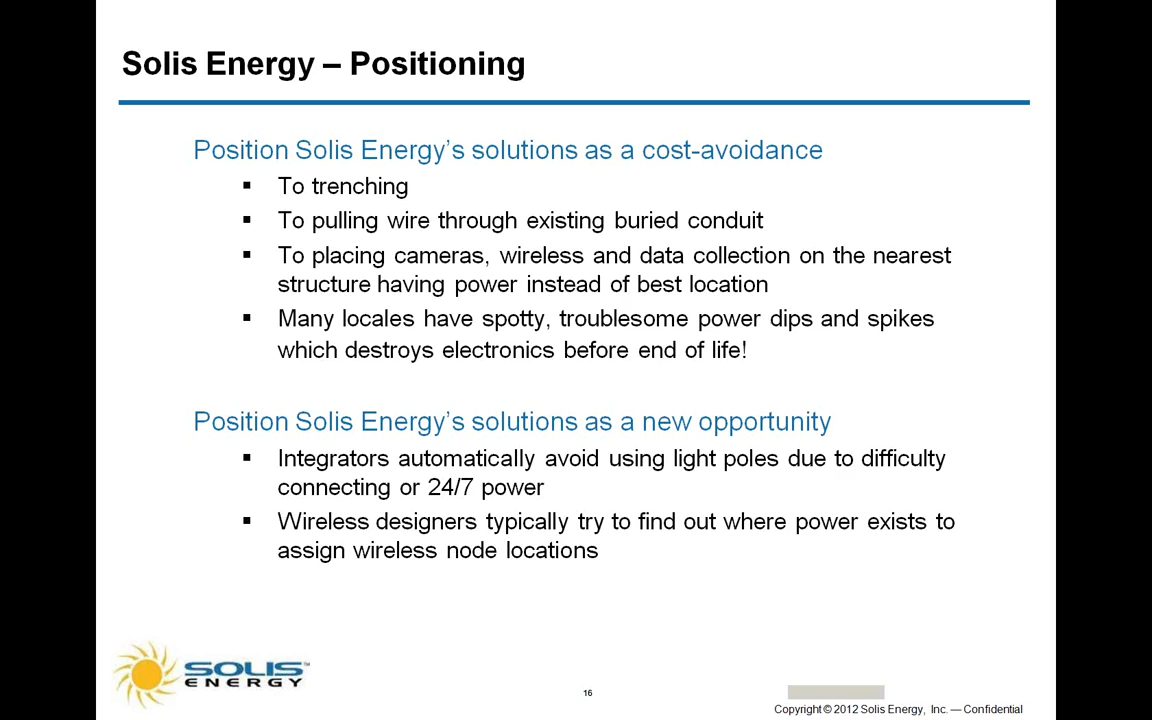 Solis Energy – Positioning
Position Solis Energy’s solutions as a cost-avoidance
▪ To trenching
▪ To pulling wire through existing buried conduit
▪ To placing cameras, wireless and data collection on the nearest
structure having power instead of best location
▪ Many locales have spotty, troublesome power dips and spikes
which destroys electronics before end of life!
Position Solis Energy’s solutions as a new opportunity
▪ Integrators automatically avoid using light poles due to difficulty
connecting or 24/7 power
▪ Wireless designers typically try to find out where power exists to
assign wireless node locations
SOLIS™
ENERGY
16
Copyright © 2012 Solis Energy, Inc. — Confidential